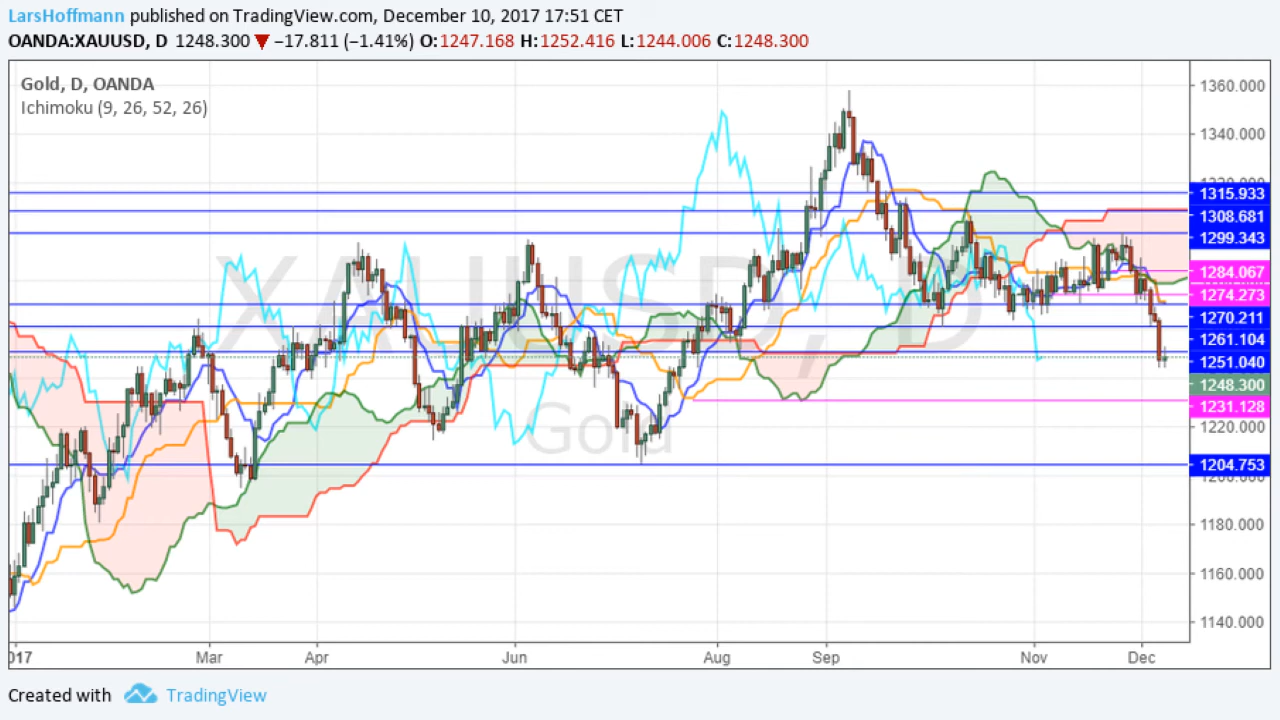 LarsHoffmann published on TradingView.com, December 10, 2017 17:51 CET
OANDA:XAUUSD, D 1248.300 ▼ −17.811 (−1.41%) O:1247.168 H:1252.416 L:1244.006 C:1248.300
Gold, D, OANDA
Ichimoku (9, 26, 52, 26)
XAUUSD, D
Gold
1360.000
1340.000
1315.933
1308.681
1299.343
1284.067
1274.273
1270.211
1261.104
1251.040
1248.300
1231.128
1220.000
1204.753
1180.000
1160.000
1140.000
2017 Mar Apr Jun Aug Sep Nov Dec
Created with TradingView